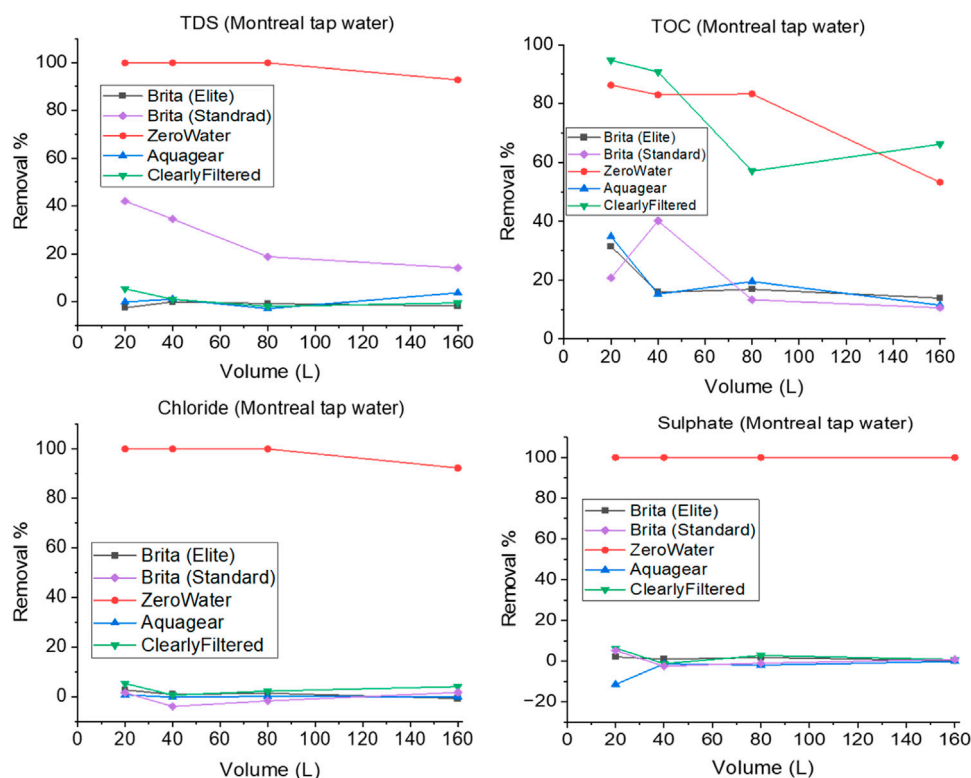 TDS (Montreal tap water)
Removal %
100
80
60
40
20
0
Brita (Elite)
Brita (Standrad)
ZeroWater
Aquagear
ClearlyFiltered
0 20 40 60 80 100 120 140 160
Volume (L)
TOC (Montreal tap water)
Removal %
100
80
60
40
20
0
Brita (Elite)
Brita (Standard)
ZeroWater
Aquagear
ClearlyFiltered
0 20 40 60 80 100 120 140 160
Volume (L)
Chloride (Montreal tap water)
Removal %
100
80
60
40
20
0
Brita (Elite)
Brita (Standard)
ZeroWater
Aquagear
ClearlyFiltered
0 20 40 60 80 100 120 140 160
Volume (L)
Sulphate (Montreal tap water)
Removal %
100
80
60
40
20
0
−20
Brita (Elite)
Brita (Standard)
ZeroWater
Aquagear
ClearlyFiltered
0 20 40 60 80 100 120 140 160
Volume (L)